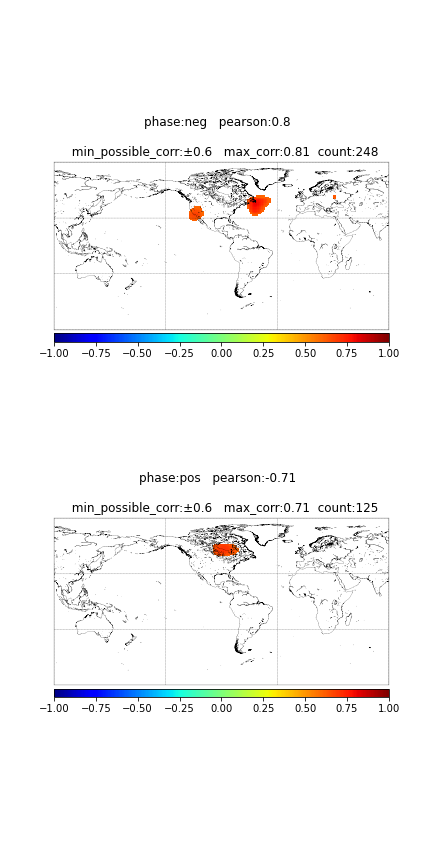 phase:neg   pearson:0.8
min_possible_corr:±0.6   max_corr:0.81  count:248
−1.00 −0.75 −0.50 −0.25 0.00 0.25 0.50 0.75 1.00
phase:pos   pearson:-0.71
min_possible_corr:±0.6   max_corr:0.71  count:125
−1.00 −0.75 −0.50 −0.25 0.00 0.25 0.50 0.75 1.00